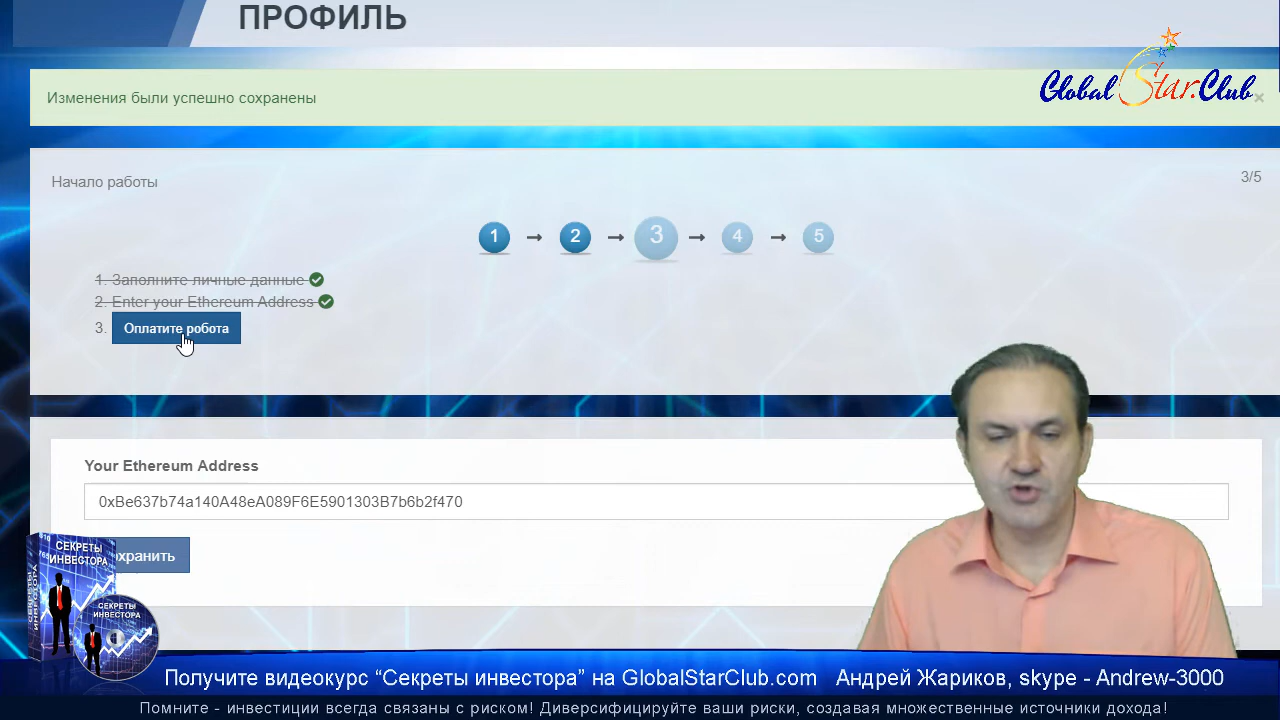 ПРОФИЛЬ
Global Star.Club
Изменения были успешно сохранены
×
Начало работы
3/5
1 → 2 → 3 → 4 → 5
1. Заполните личные данные
2. Enter your Ethereum Address
3. Оплатите робота
Your Ethereum Address
0xBe637b74a140A48eA089F6E5901303B7b6b2f470
охранить
СЕКРЕТЫ
ИНВЕСТОРА
СЕКРЕТЫ
ИНВЕСТОРА
Получите видеокурс “Секреты инвестора” на GlobalStarClub.com Андрей Жариков, skype - Andrew-3000
Помните - инвестиции всегда связаны с риском! Диверсифицируйте ваши риски, создавая множественные источники дохода!